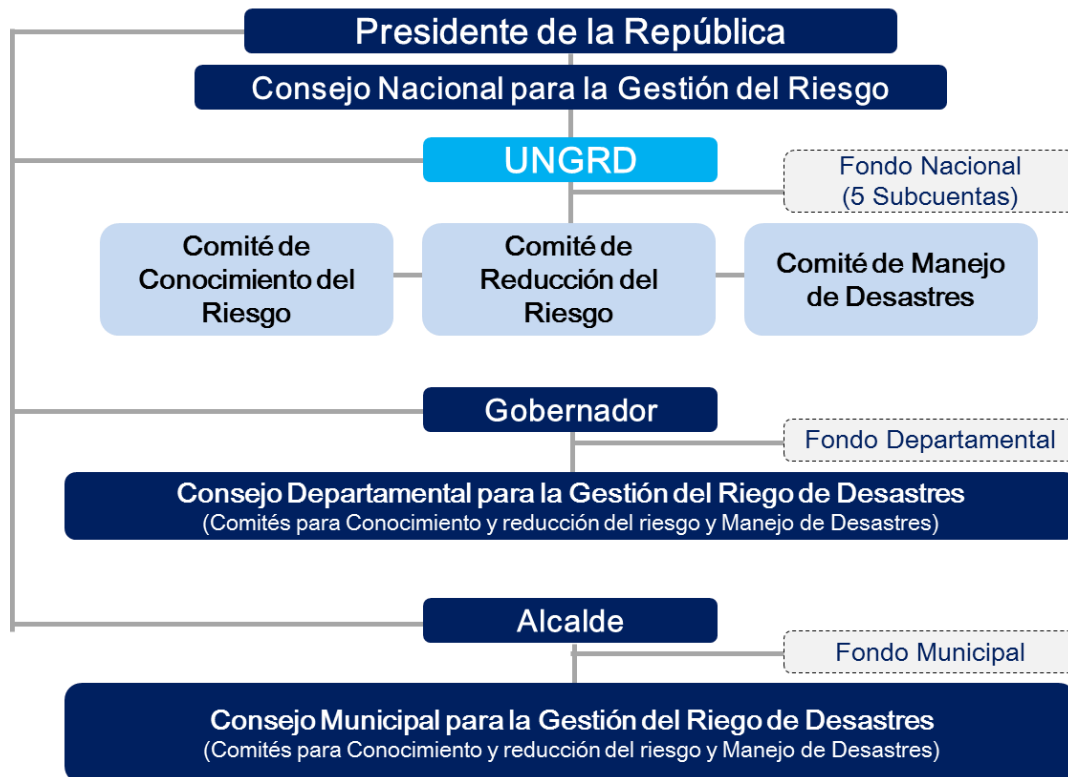 Presidente de la República
Consejo Nacional para la Gestión del Riesgo
UNGRD
Fondo Nacional
(5 Subcuentas)
Comité de
Conocimiento del
Riesgo
Comité de
Reducción del
Riesgo
Comité de Manejo
de Desastres
Gobernador
Fondo Departamental
Consejo Departamental para la Gestión del Riego de Desastres
(Comités para Conocimiento y reducción del riesgo y Manejo de Desastres)
Alcalde
Fondo Municipal
Consejo Municipal para la Gestión del Riego de Desastres
(Comités para Conocimiento y reducción del riesgo y Manejo de Desastres)